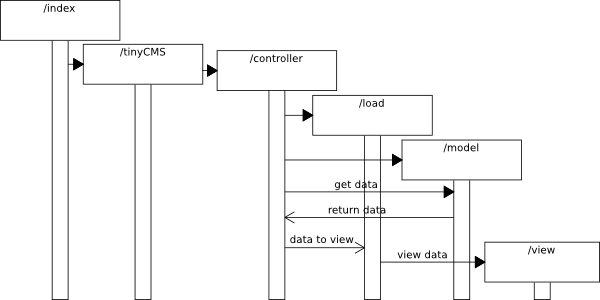 /index
/tinyCMS
/controller
/load
/model
get data
return data
data to view
view data
/view